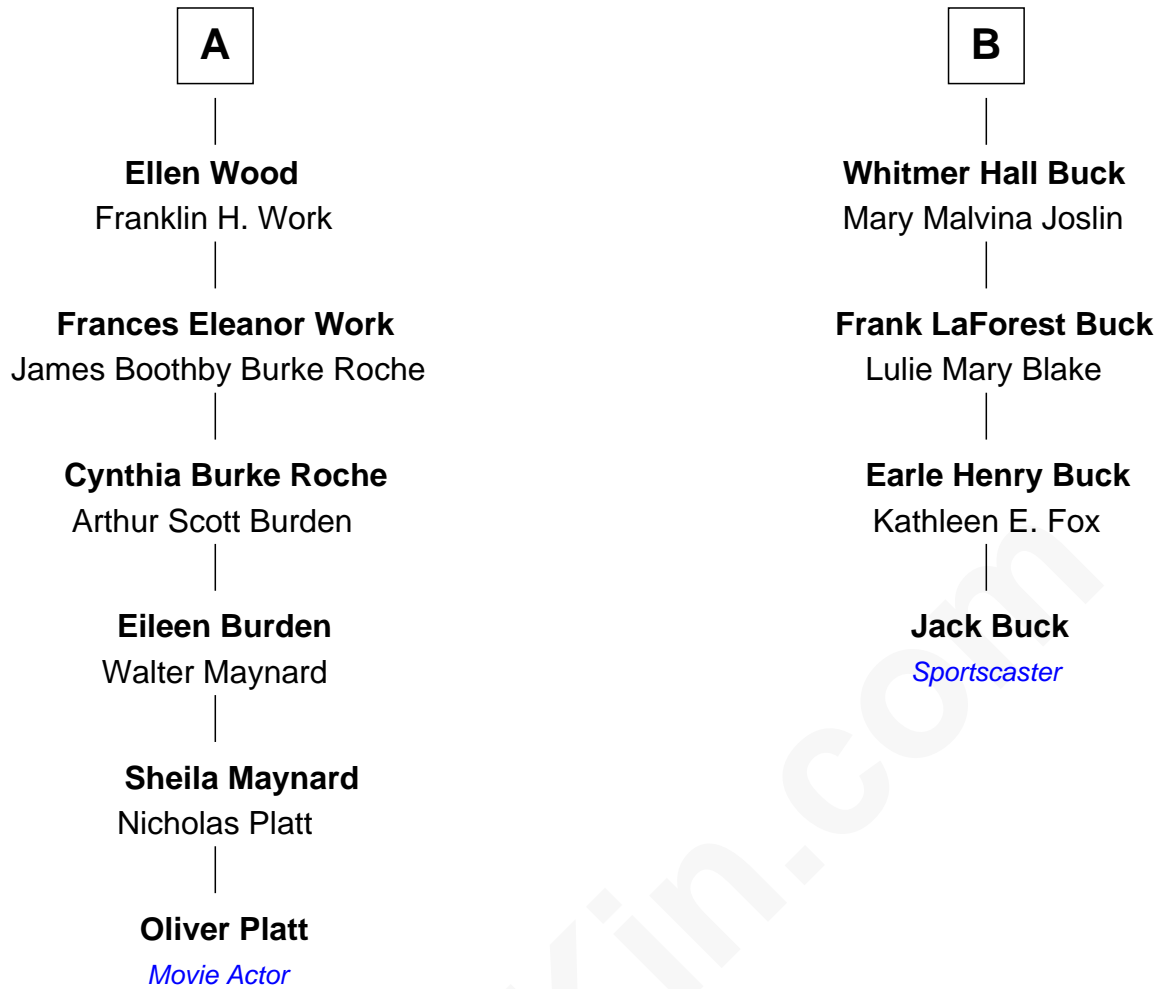 A
Ellen Wood
Franklin H. Work
Frances Eleanor Work
James Boothby Burke Roche
Cynthia Burke Roche
Arthur Scott Burden
Eileen Burden
Walter Maynard
Sheila Maynard
Nicholas Platt
Oliver Platt
Movie Actor
B
Whitmer Hall Buck
Mary Malvina Joslin
Frank LaForest Buck
Lulie Mary Blake
Earle Henry Buck
Kathleen E. Fox
Jack Buck
Sportscaster